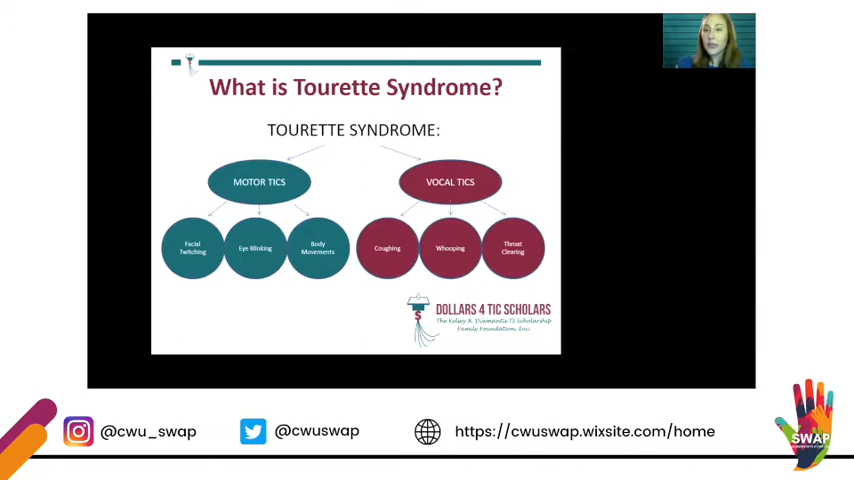 What is Tourette Syndrome?
TOURETTE SYNDROME:
MOTOR TICS
VOCAL TICS
Facial
Twitching
Eye Blinking
Body
Movements
Coughing
Whooping
Throat
Clearing
$
DOLLARS 4 TIC SCHOLARS
The Kelsey B. Diamantis TS Scholarship
Family Foundation, Inc.
@cwu_swap
@cwuswap
https://cwuswap.wixsite.com/home
SWAP